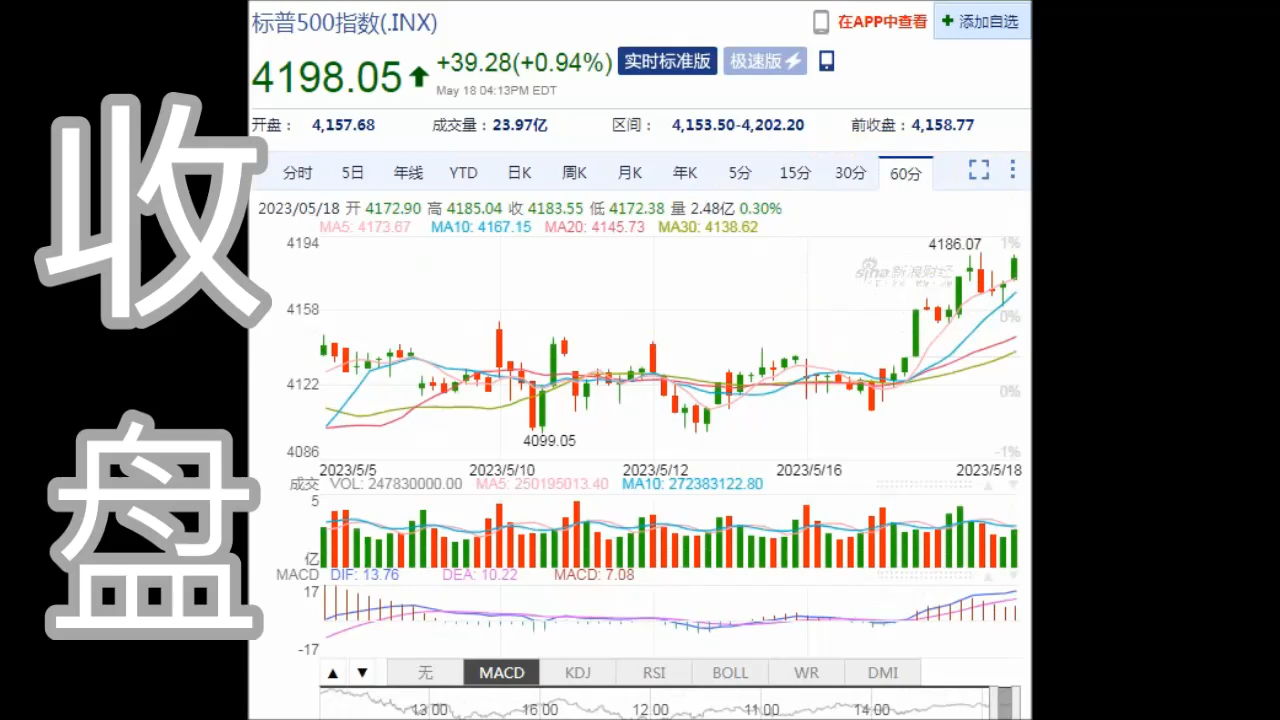 标普500指数(.INX)
在APP中查看
添加自选
4198.05
+39.28(+0.94%)
实时标准版
极速版
May 18 04:13PM EDT
开盘： 4,157.68 成交量：23.97亿 区间： 4,153.50-4,202.20 前收盘：4,158.77
分时 5日 年线 YTD 日K 周K 月K 年K 5分 15分 30分 60分
2023/05/18 开 4172.90 高 4185.04 收 4183.55 低 4172.38 量 2.48亿 0.30%
MA5: 4173.67 MA10: 4167.15 MA20: 4145.73 MA30: 4138.62
4194 4186.07 1%
sina 新浪财经
4158 0%
4122 0%
4099.05
4086 -1%
2023/5/5 2023/5/10 2023/5/12 2023/5/16 2023/5/18
成交 VOL: 247830000.00 MA5: 250195013.40 MA10: 272383122.80
5
亿
MACD DIF: 13.76 DEA: 10.22 MACD: 7.08
17
-17
无 MACD KDJ RSI BOLL WR DMI
13:00 16:00 12:00 11:00 14:00
收
盘